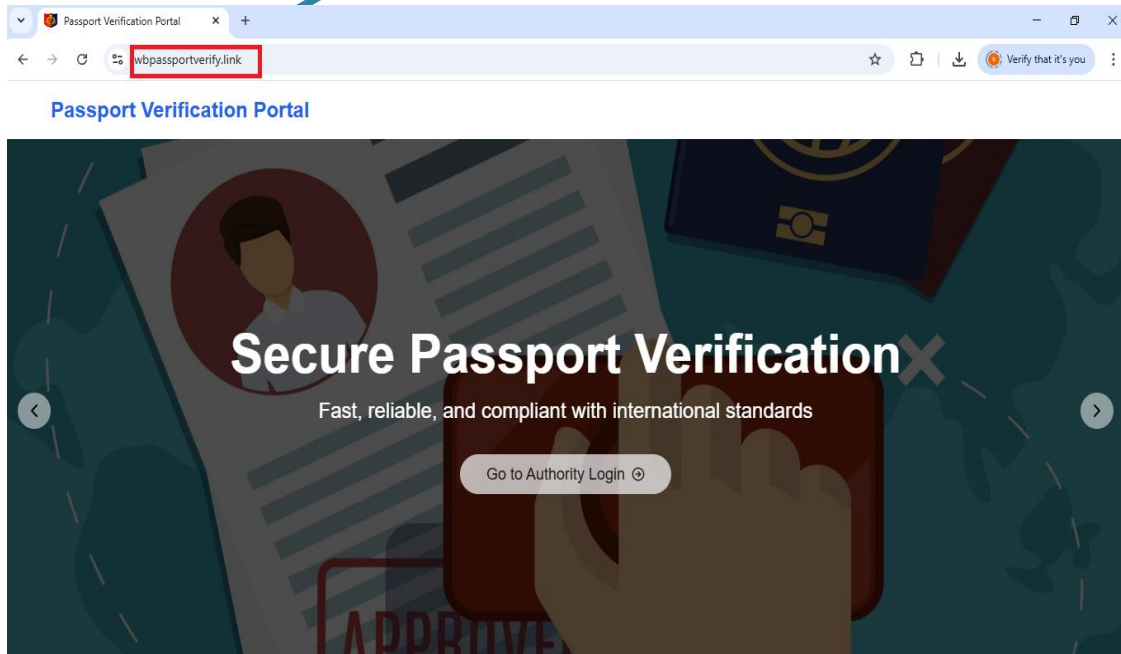 Passport Verification Portal
wbpassportverify.link
Verify that it's you
Passport Verification Portal
Secure Passport Verification
Fast, reliable, and compliant with international standards
Go to Authority Login
APPROVE